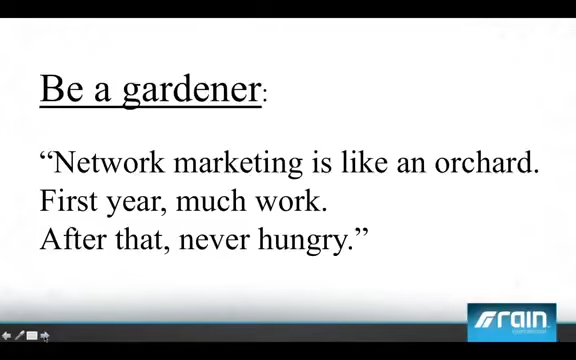 Be a gardener:
“Network marketing is like an orchard.
First year, much work.
After that, never hungry.”
rain